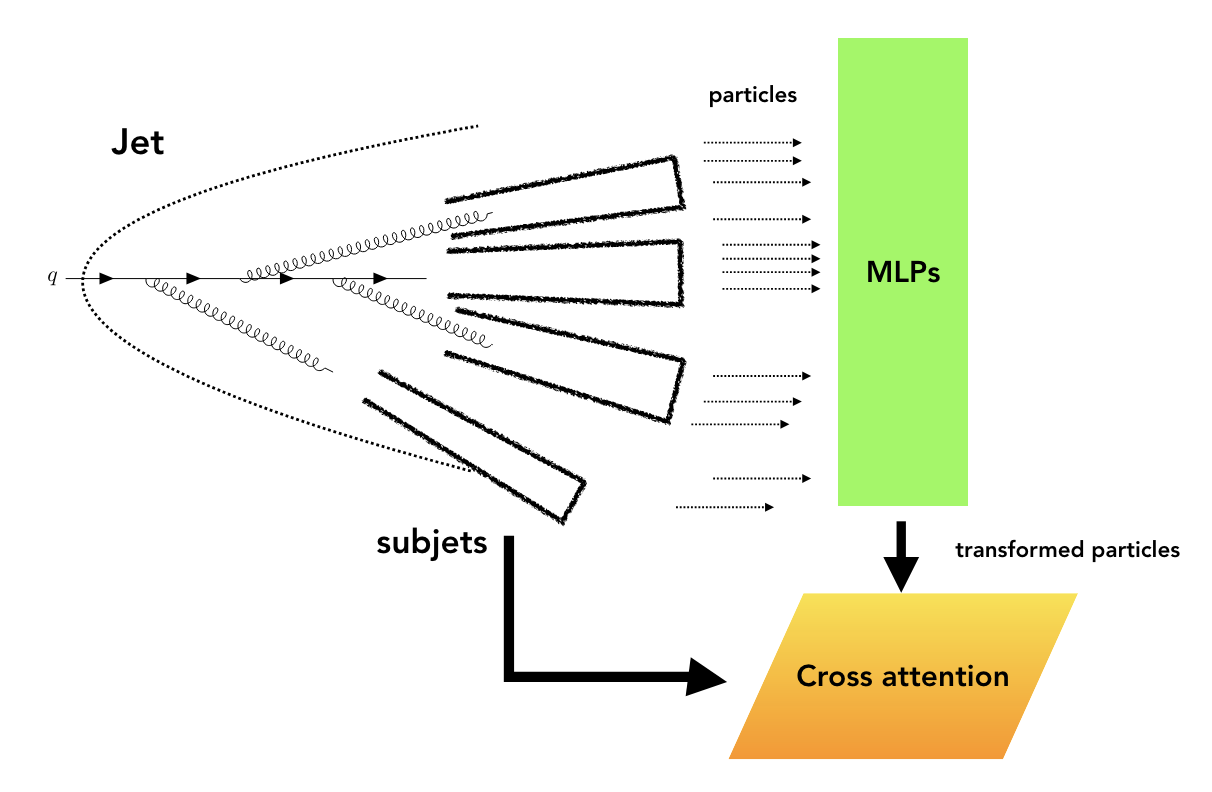 particles
Jet
q
MLPs
subjets
transformed particles
Cross attention